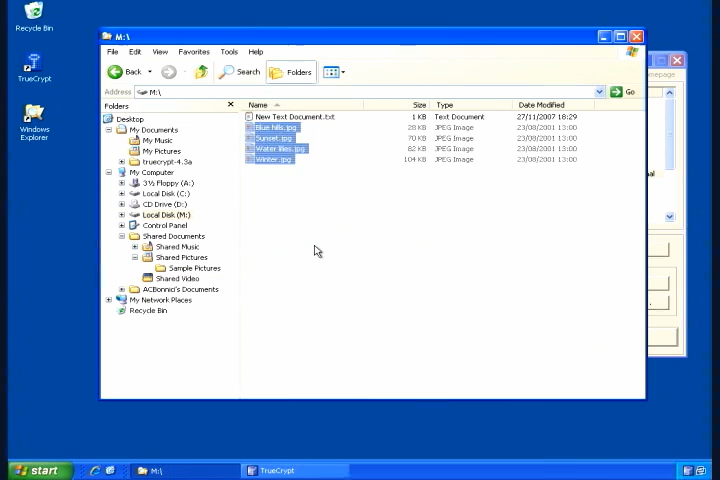 Recycle Bin
TrueCrypt
Windows
Explorer
M:\
File Edit View Favorites Tools Help
Back Search Folders
Address M:\ Go
Folders
Name Size Type Date Modified
Desktop
My Documents
My Music
My Pictures
truecrypt-4.3a
My Computer
3½ Floppy (A:)
Local Disk (C:)
CD Drive (D:)
Local Disk (M:)
Control Panel
Shared Documents
Shared Music
Shared Pictures
Sample Pictures
Shared Video
ACBonnici's Documents
My Network Places
Recycle Bin
New Text Document.txt 1 KB Text Document 27/11/2007 18:29
Blue hills.jpg 28 KB JPEG Image 23/08/2001 13:00
Sunset.jpg 70 KB JPEG Image 23/08/2001 13:00
Water lilies.jpg 82 KB JPEG Image 23/08/2001 13:00
Winter.jpg 104 KB JPEG Image 23/08/2001 13:00
start M:\ TrueCrypt